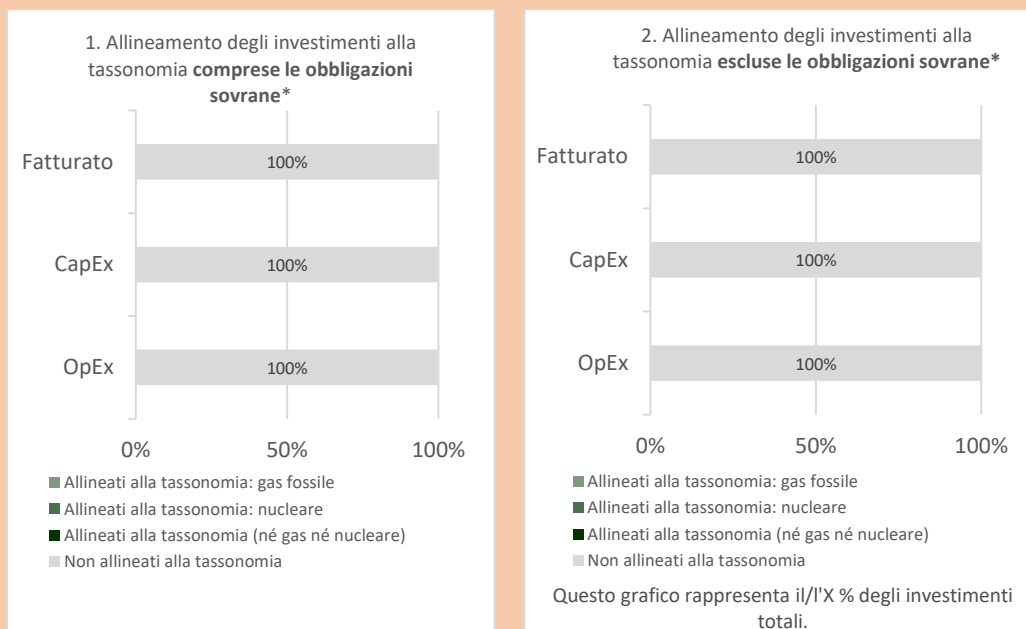 1. Allineamento degli investimenti alla
tassonomia comprese le obbligazioni
sovrane*
Fatturato
100%
CapEx
100%
OpEx
100%
0% 50% 100%
Allineati alla tassonomia: gas fossile
Allineati alla tassonomia: nucleare
Allineati alla tassonomia (né gas né nucleare)
Non allineati alla tassonomia
2. Allineamento degli investimenti alla
tassonomia escluse le obbligazioni sovrane*
Fatturato
100%
CapEx
100%
OpEx
100%
0% 50% 100%
Allineati alla tassonomia: gas fossile
Allineati alla tassonomia: nucleare
Allineati alla tassonomia (né gas né nucleare)
Non allineati alla tassonomia
Questo grafico rappresenta il/l'X % degli investimenti
totali.